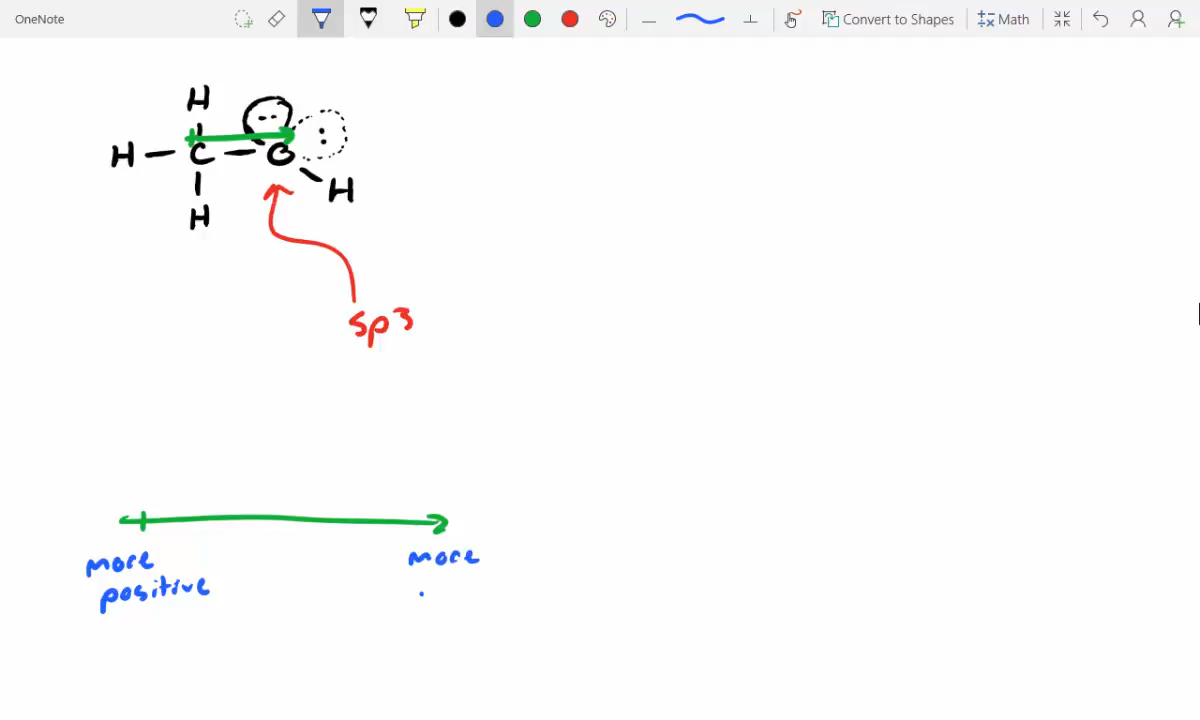 OneNote
Convert to Shapes
Math
H
H – C – O
H
H
sp3
more
positive
more